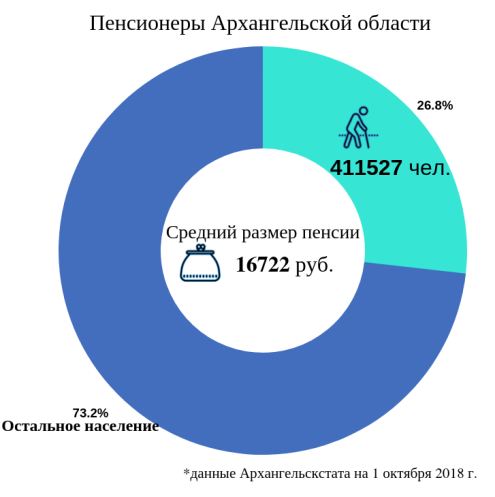 Пенсионеры Архангельской области
26.8%
411527 чел.
Средний размер пенсии
16722 руб.
73.2%
Остальное население
*данные Архангельскстата на 1 октября 2018 г.